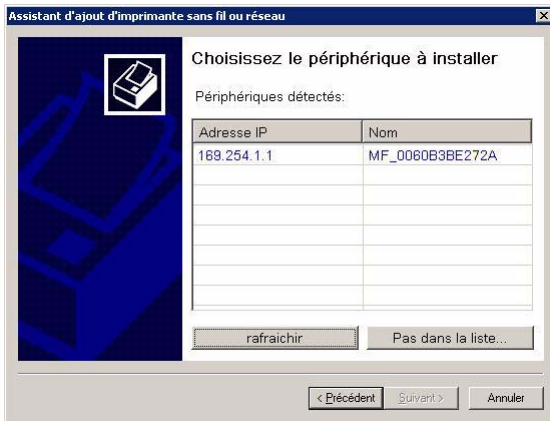 Assistant d'ajout d'imprimante sans fil ou réseau
Choisissez le périphérique à installer
Périphériques détectés:
Adresse IP Nom
169.254.1.1 MF_0060B3BE272A
rafraichir Pas dans la liste...
< Précédent Suivant > Annuler